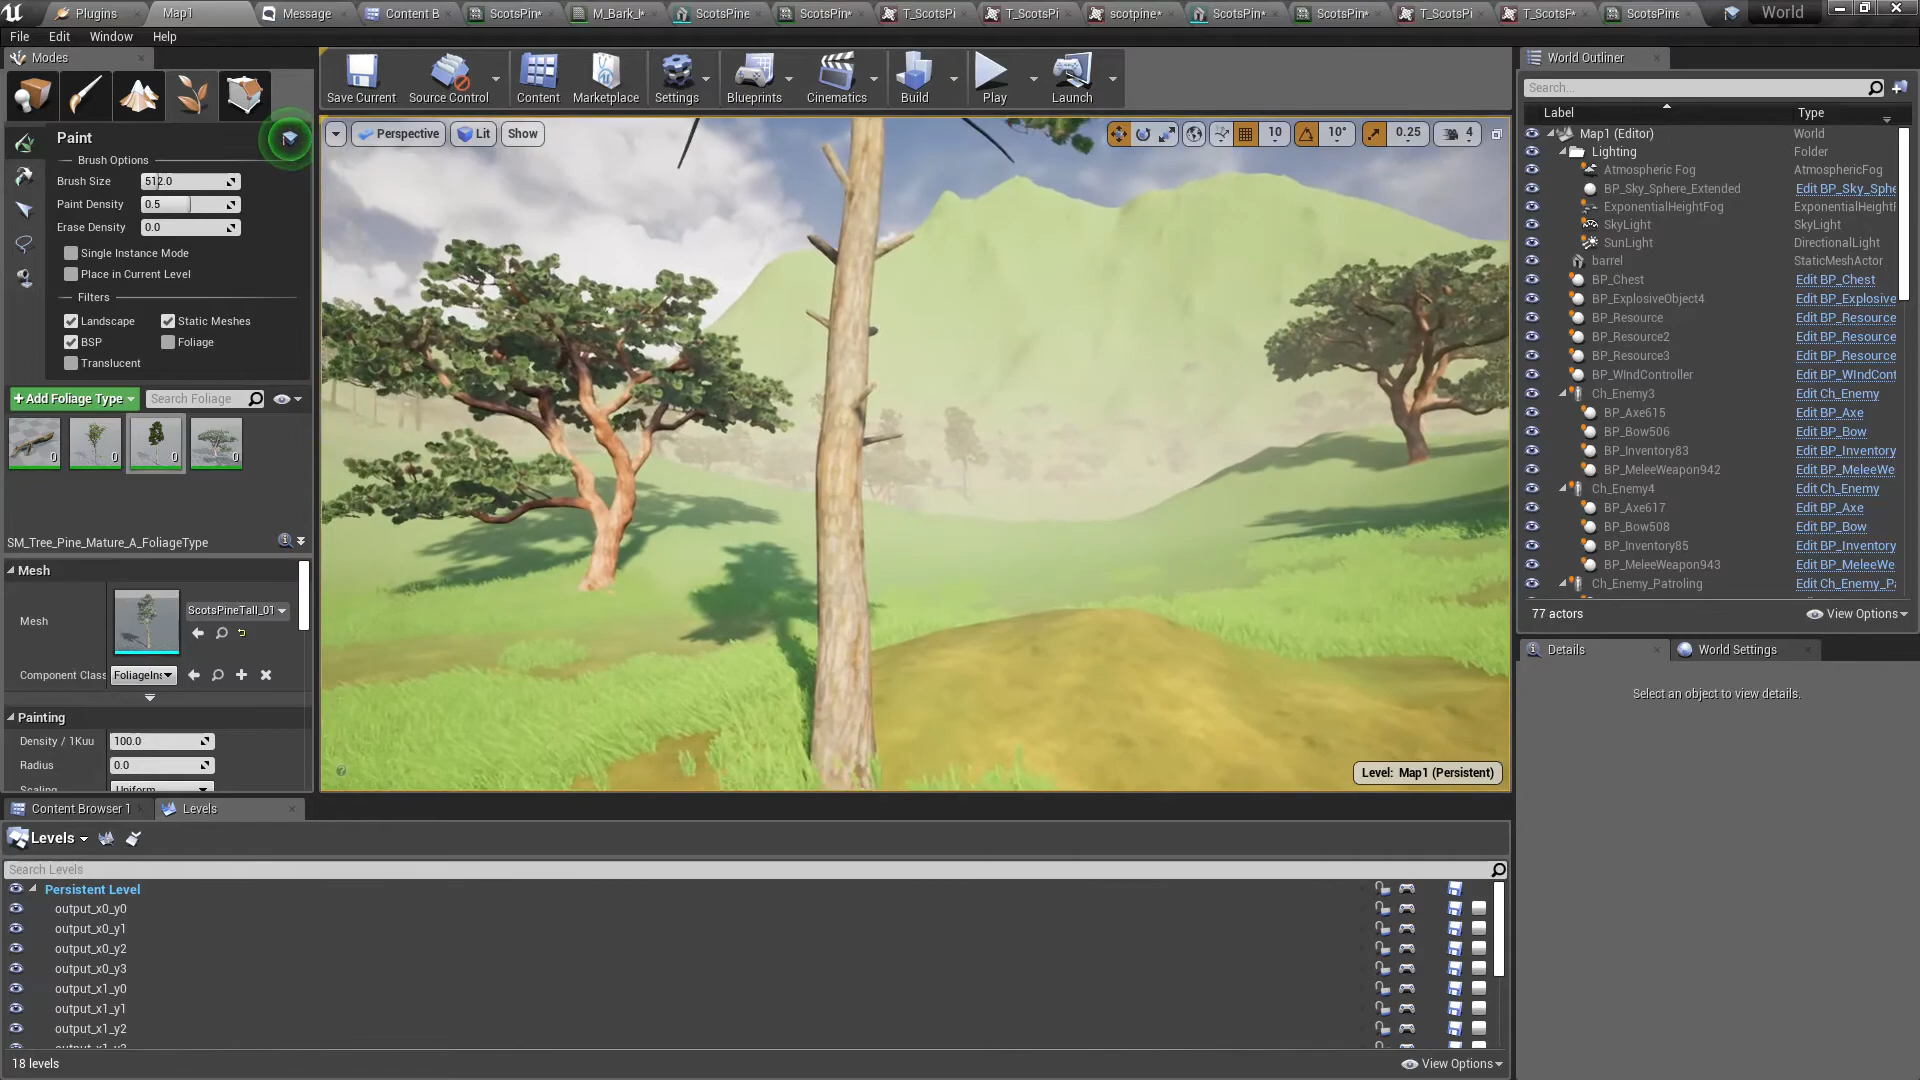 Plugins
Map1
Message
Content B
ScotsPin*
M_Bark_I*
ScotsPine
ScotsPin*
T_ScotsPi
T_ScotsPi
scotpine*
ScotsPin*
ScotsPin*
T_ScotsPi
T_ScotsP*
ScotsPine
World
File
Edit
Window
Help
Modes
Save Current
Source Control
Content
Marketplace
Settings
Blueprints
Cinematics
Build
Play
Launch
Paint
Brush Options
Brush Size
512.0
Paint Density
0.5
Erase Density
0.0
Single Instance Mode
Place in Current Level
Filters
Landscape
Static Meshes
BSP
Foliage
Translucent
+Add Foliage Type
Search Foliage
0
0
0
0
SM_Tree_Pine_Mature_A_FoliageType
Mesh
Mesh
ScotsPineTall_01
Component Class
FoliageIns
Painting
Density / 1Kuu
100.0
Radius
0.0
Scaling
Uniform
Perspective
Lit
Show
10
10°
0.25
4
Level: Map1 (Persistent)
World Outliner
Search...
Label
Type
Map1 (Editor)
World
Lighting
Folder
Atmospheric Fog
AtmosphericFog
BP_Sky_Sphere_Extended
Edit BP_Sky_Sphe
ExponentialHeightFog
ExponentialHeightF
SkyLight
SkyLight
SunLight
DirectionalLight
barrel
StaticMeshActor
BP_Chest
Edit BP_Chest
BP_ExplosiveObject4
Edit BP_Explosive
BP_Resource
Edit BP_Resource
BP_Resource2
Edit BP_Resource
BP_Resource3
Edit BP_Resource
BP_WIndController
Edit BP_WIndCont
Ch_Enemy3
Edit Ch_Enemy
BP_Axe615
Edit BP_Axe
BP_Bow506
Edit BP_Bow
BP_Inventory83
Edit BP_Inventory
BP_MeleeWeapon942
Edit BP_MeleeWe
Ch_Enemy4
Edit Ch_Enemy
BP_Axe617
Edit BP_Axe
BP_Bow508
Edit BP_Bow
BP_Inventory85
Edit BP_Inventory
BP_MeleeWeapon943
Edit BP_MeleeWe
Ch_Enemy_Patroling
Edit Ch_Enemy_Pa
77 actors
View Options
Details
World Settings
Select an object to view details.
Content Browser 1
Levels
Levels
Search Levels
Persistent Level
output_x0_y0
output_x0_y1
output_x0_y2
output_x0_y3
output_x1_y0
output_x1_y1
output_x1_y2
output_x1_y3
18 levels
View Options